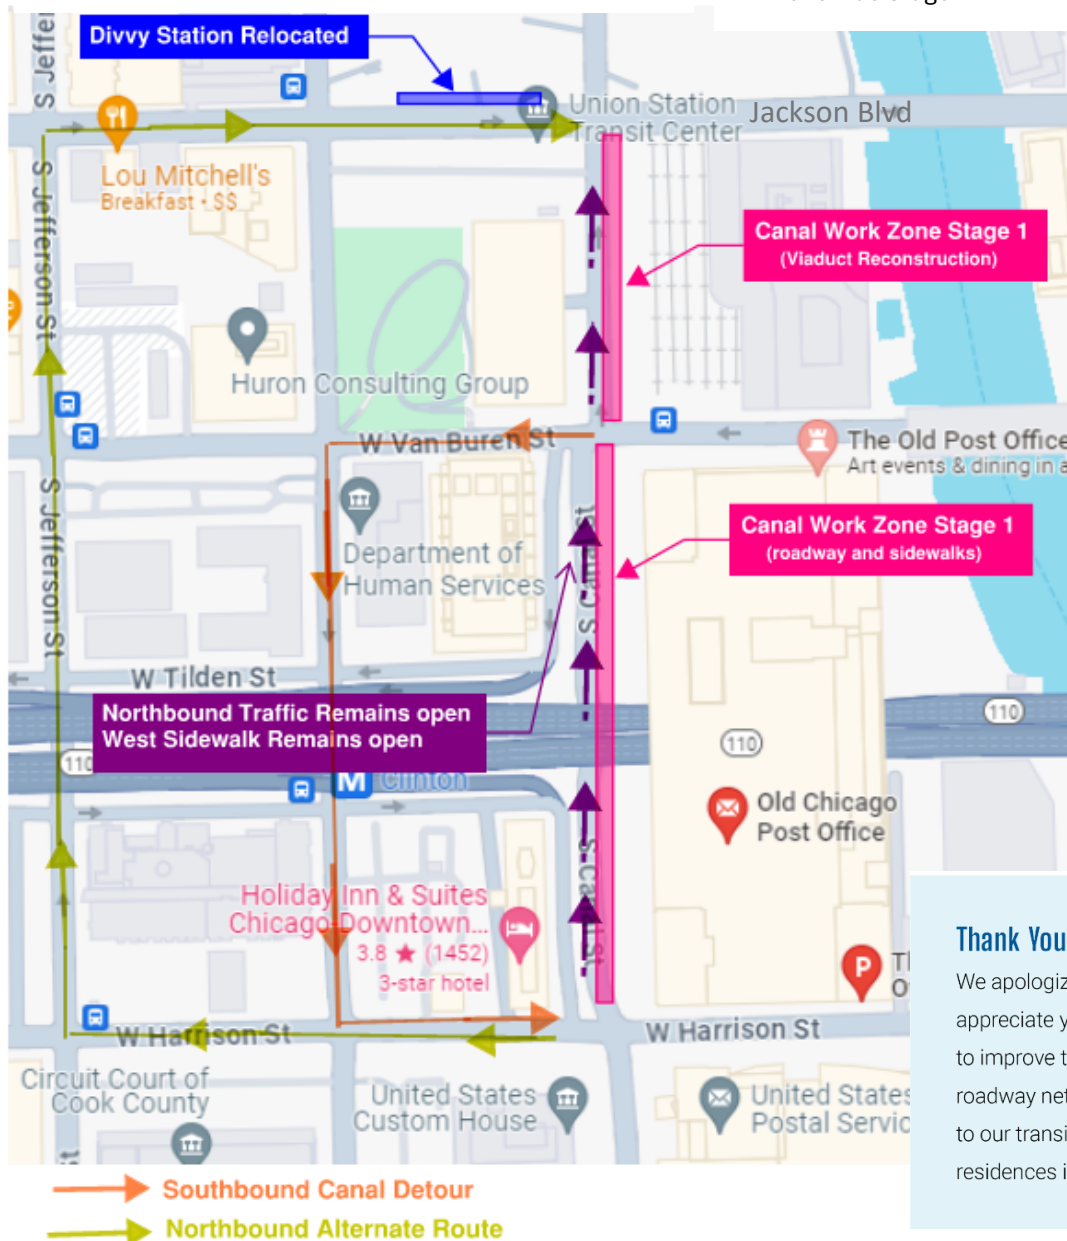 Divvy Station Relocated
S Jeffer
Union Station
Transit Center
Jackson Blvd
Lou Mitchell's
Breakfast • $$
S Jefferson St
Canal Work Zone Stage 1
(Viaduct Reconstruction)
Huron Consulting Group
W Van Buren St
The Old Post Office
Art events & dining in a
S Jefferson St
Canal Work Zone Stage 1
(roadway and sidewalks)
Department of
Human Services
S Canal St
W Tilden St
Northbound Traffic Remains open
West Sidewalk Remains open
110
110
110
M Clinton
Old Chicago
Post Office
S Canal St
Holiday Inn & Suites
Chicago-Downtown...
3.8 ★ (1452)
3-star hotel
P
W Harrison St
W Harrison St
Circuit Court of
Cook County
United States
Custom House
United States
Postal Servic
Thank You
We apologiz
appreciate y
to improve t
roadway net
to our transi
residences i
Southbound Canal Detour
Northbound Alternate Route